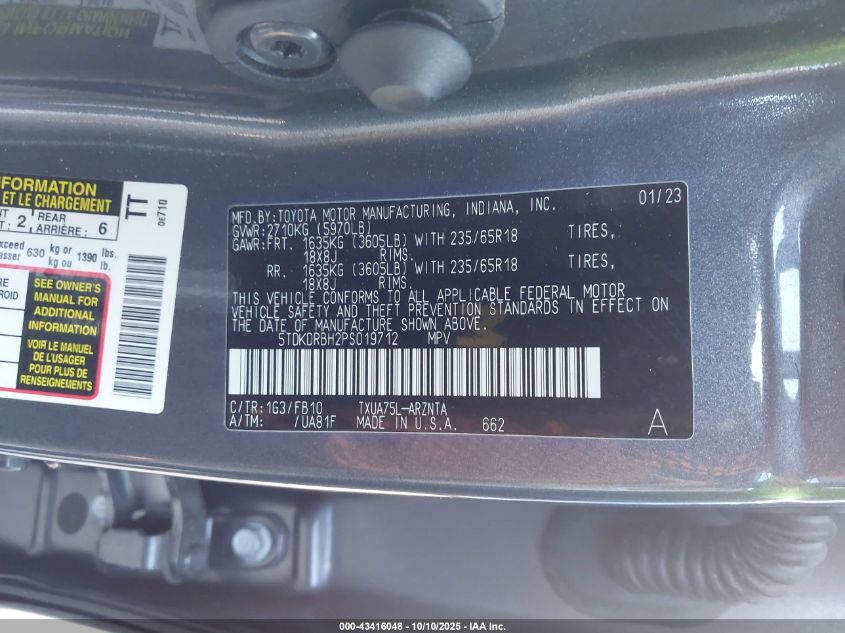 NFORMATION
ET LE CHARGEMENT
2 REAR
ARRIÈRE: 6
630 kg or 1390 lbs.
kg ou lb.
TT
0E710
SEE OWNER'S
MANUAL FOR
ADDITIONAL
INFORMATION
VOIR LE MANUEL
DE L'USAGER
POUR PLUS DE
RENSEIGNEMENTS
MFD.BY:TOYOTA MOTOR MANUFACTURING, INDIANA, INC. 01/23
GVWR:2710KG (5970LB)
GAWR:FRT. 1635KG (3605LB) WITH 235/65R18 TIRES,
18X8J RIMS.
RR. 1635KG (3605LB) WITH 235/65R18 TIRES,
18X8J RIMS.
THIS VEHICLE CONFORMS TO ALL APPLICABLE FEDERAL MOTOR
VEHICLE SAFETY AND THEFT PREVENTION STANDARDS IN EFFECT ON
THE DATE OF MANUFACTURE SHOWN ABOVE.
5TDKDRBH2PS019712 MPV
C/TR:1G3/FB10 TXUA75L-ARZNTA
A/TM: /UA81F MADE IN U.S.A. 662 A
000-43416048 - 10/10/2025 - IAA Inc.